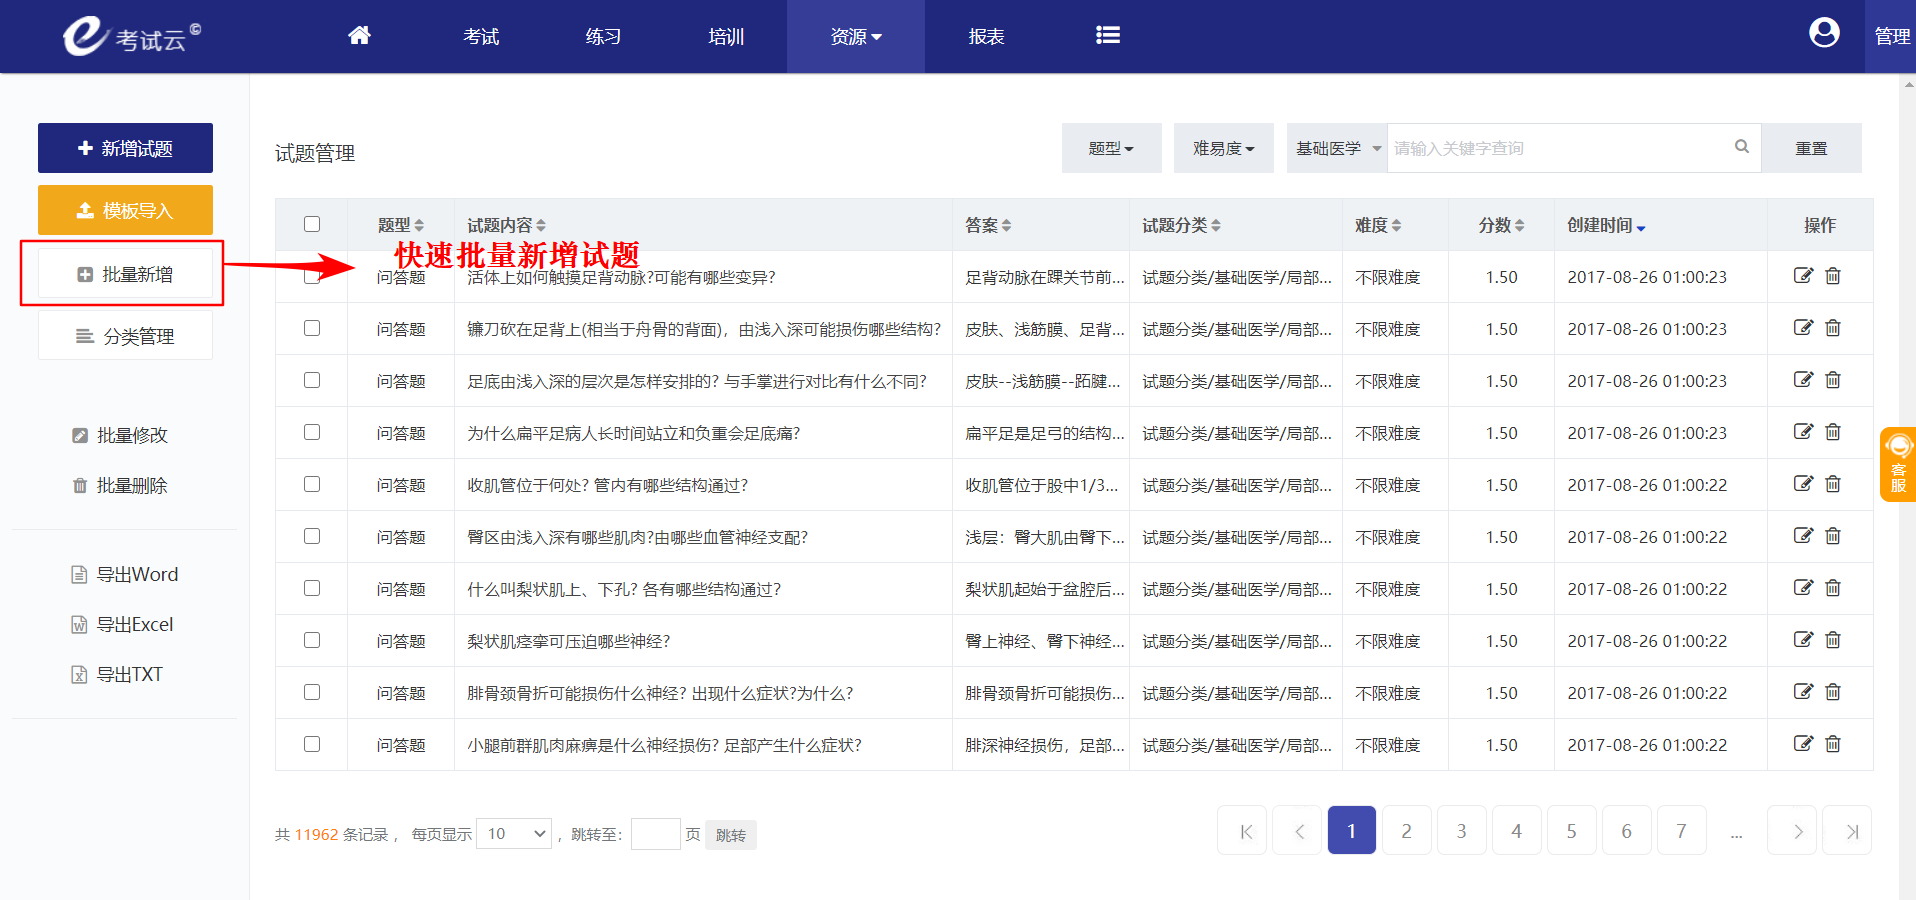 考试云©
考试
练习
培训
资源
报表
管理
新增试题
模板导入
批量新增
分类管理
批量修改
批量删除
导出Word
导出Excel
导出TXT
试题管理
题型
难易度
基础医学
请输入关键字查询
重置
快速批量新增试题
题型 试题内容 答案 试题分类 难度 分数 创建时间 操作
问答题 活体上如何触摸足背动脉?可能有哪些变异? 足背动脉在踝关节前... 试题分类/基础医学/局部... 不限难度 1.50 2017-08-26 01:00:23
问答题 镰刀砍在足背上(相当于舟骨的背面)，由浅入深可能损伤哪些结构? 皮肤、浅筋膜、足背... 试题分类/基础医学/局部... 不限难度 1.50 2017-08-26 01:00:23
问答题 足底由浅入深的层次是怎样安排的? 与手掌进行对比有什么不同? 皮肤--浅筋膜--跖腱... 试题分类/基础医学/局部... 不限难度 1.50 2017-08-26 01:00:23
问答题 为什么扁平足病人长时间站立和负重会足底痛? 扁平足是足弓的结构... 试题分类/基础医学/局部... 不限难度 1.50 2017-08-26 01:00:23
问答题 收肌管位于何处? 管内有哪些结构通过? 收肌管位于股中1/3... 试题分类/基础医学/局部... 不限难度 1.50 2017-08-26 01:00:22
问答题 臀区由浅入深有哪些肌肉?由哪些血管神经支配? 浅层：臀大肌由臀下... 试题分类/基础医学/局部... 不限难度 1.50 2017-08-26 01:00:22
问答题 什么叫梨状肌上、下孔? 各有哪些结构通过? 梨状肌起始于盆腔后... 试题分类/基础医学/局部... 不限难度 1.50 2017-08-26 01:00:22
问答题 梨状肌痉挛可压迫哪些神经? 臀上神经、臀下神经... 试题分类/基础医学/局部... 不限难度 1.50 2017-08-26 01:00:22
问答题 腓骨颈骨折可能损伤什么神经? 出现什么症状?为什么? 腓骨颈骨折可能损伤... 试题分类/基础医学/局部... 不限难度 1.50 2017-08-26 01:00:22
问答题 小腿前群肌肉麻痹是什么神经损伤? 足部产生什么症状? 腓深神经损伤，足部... 试题分类/基础医学/局部... 不限难度 1.50 2017-08-26 01:00:22
共 11962 条记录， 每页显示 10 ，跳转至： 页 跳转
1 2 3 4 5 6 7 ...
客服